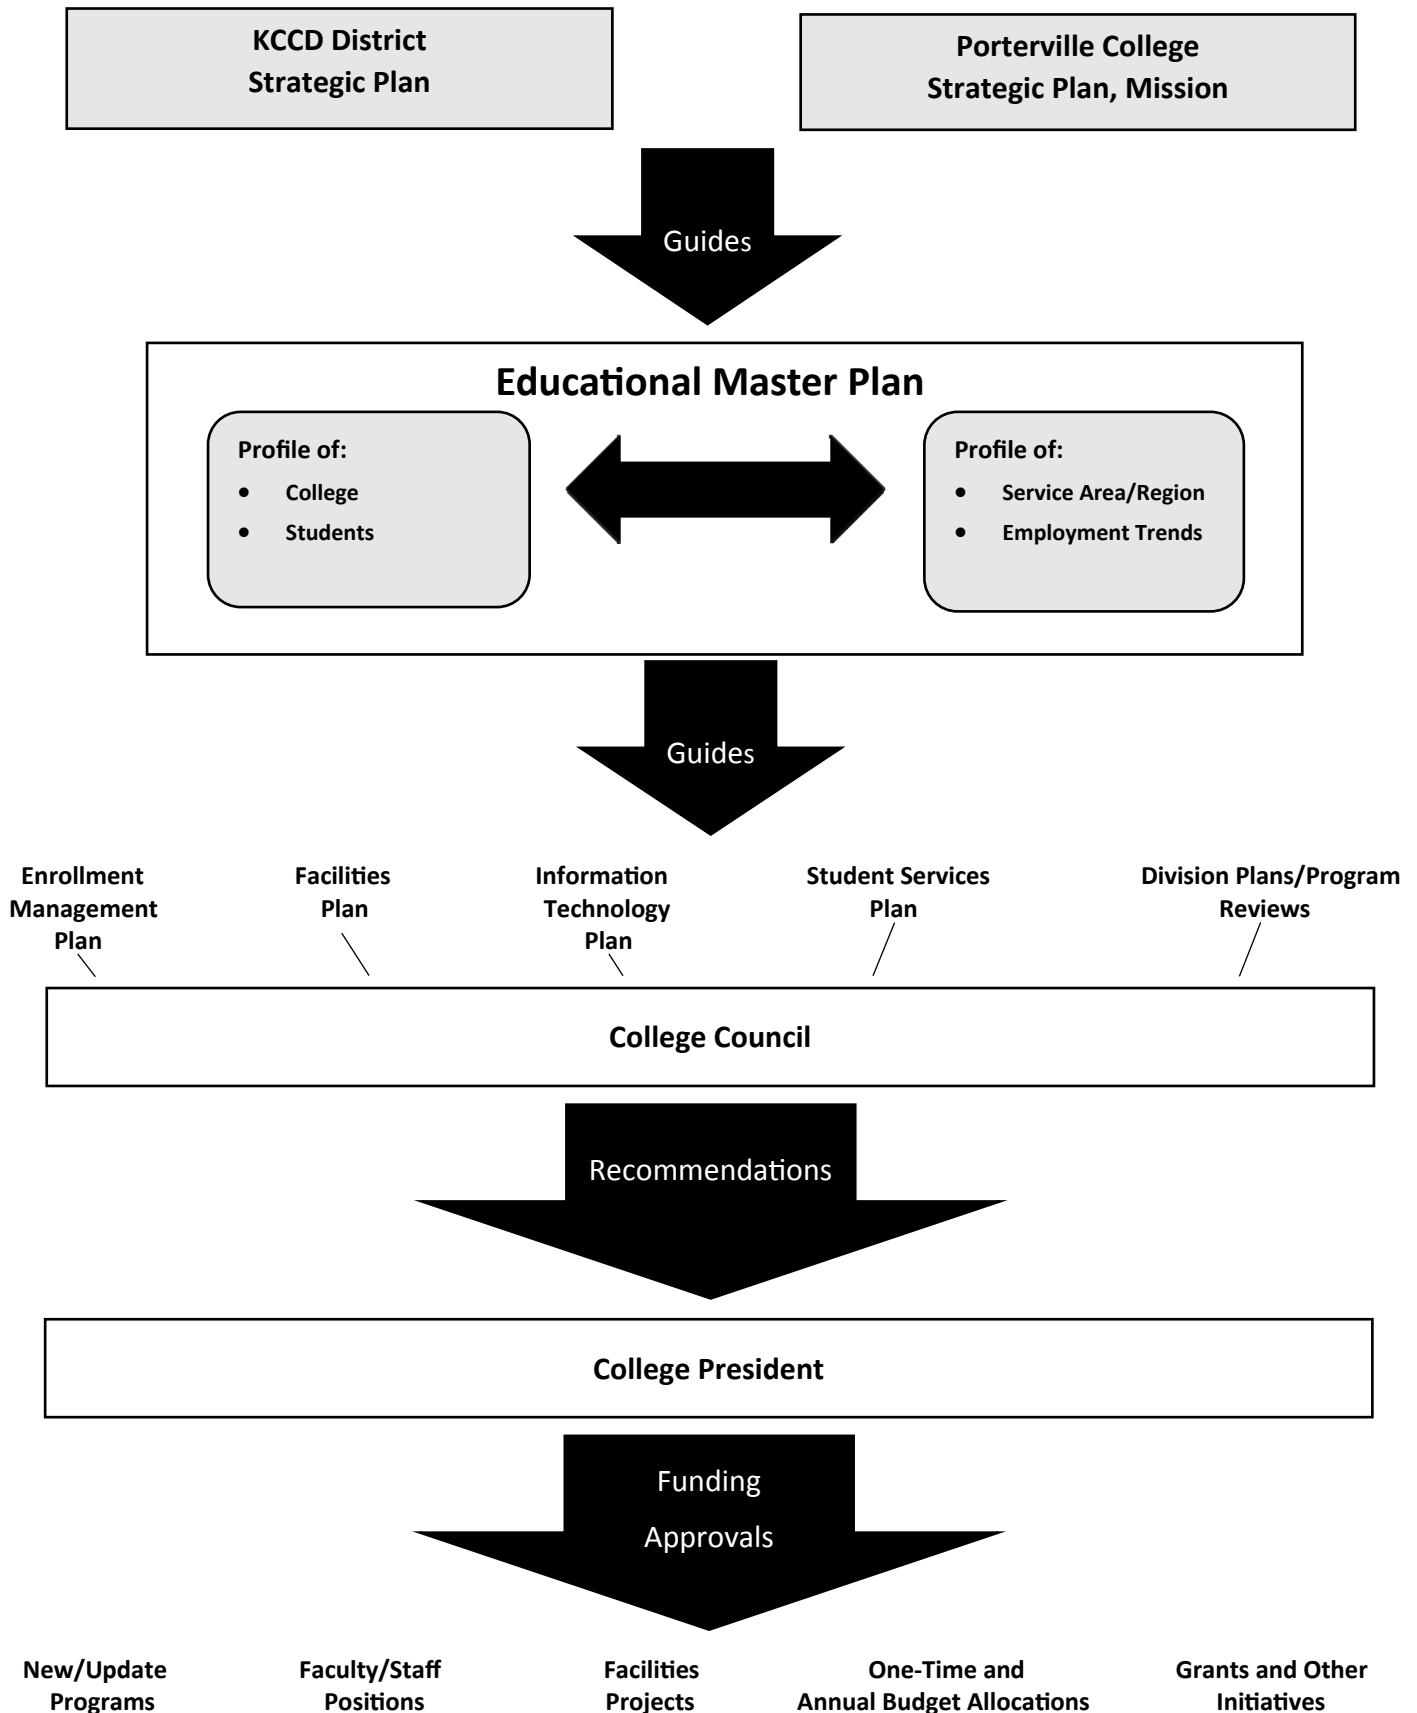 KCCD District
Strategic Plan
Porterville College
Strategic Plan, Mission
Guides
Educational Master Plan
Profile of:
• College
• Students
Profile of:
• Service Area/Region
• Employment Trends
Guides
Enrollment
Management
Plan
Facilities
Plan
Information
Technology
Plan
Student Services
Plan
Division Plans/Program
Reviews
College Council
Recommendations
College President
Funding
Approvals
New/Update
Programs
Faculty/Staff
Positions
Facilities
Projects
One-Time and
Annual Budget Allocations
Grants and Other
Initiatives